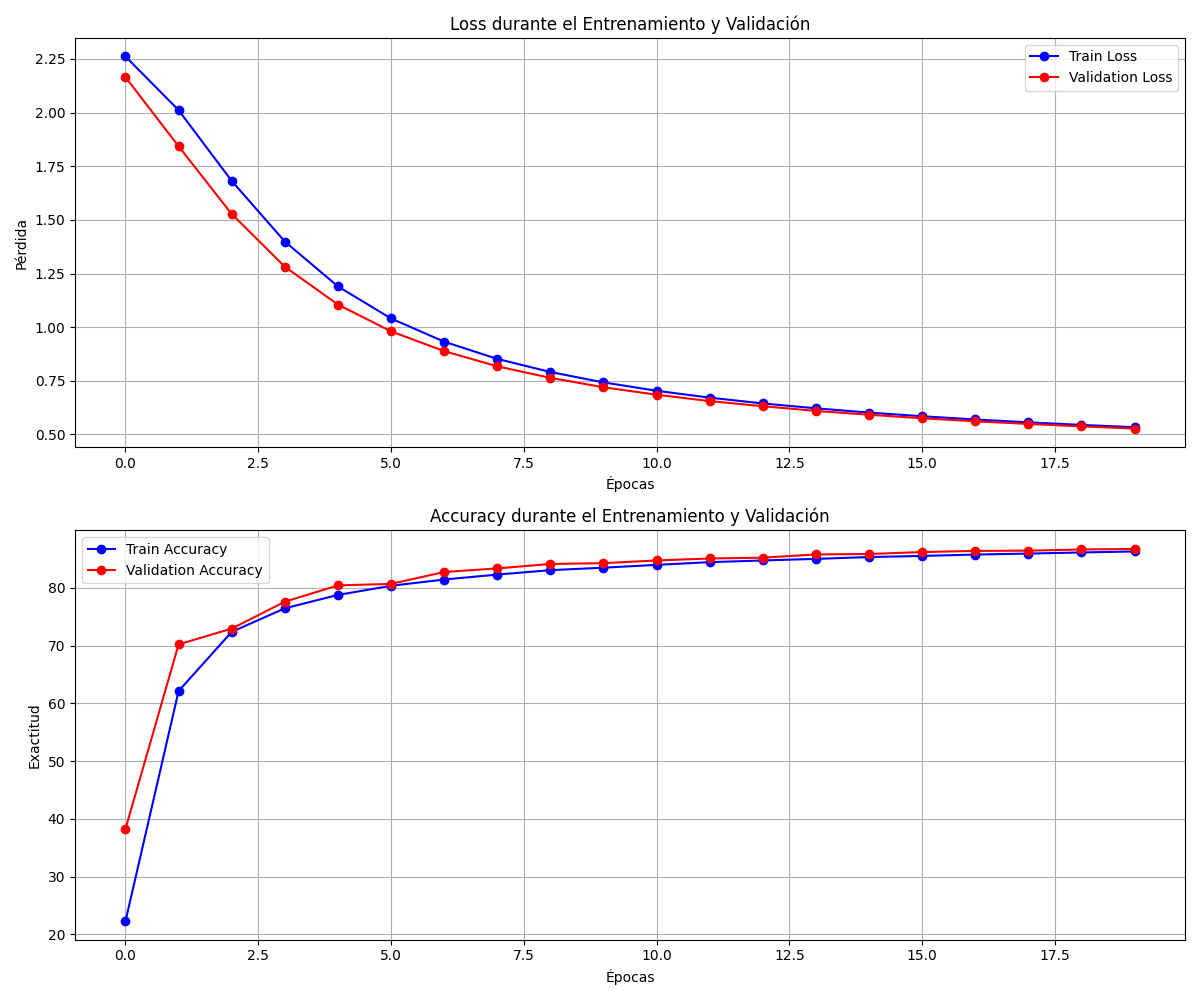 Loss durante el Entrenamiento y Validación
Train Loss
Validation Loss
Pérdida
2.25
2.00
1.75
1.50
1.25
1.00
0.75
0.50
0.0 2.5 5.0 7.5 10.0 12.5 15.0 17.5
Épocas
Accuracy durante el Entrenamiento y Validación
Train Accuracy
Validation Accuracy
Exactitud
80
70
60
50
40
30
20
0.0 2.5 5.0 7.5 10.0 12.5 15.0 17.5
Épocas